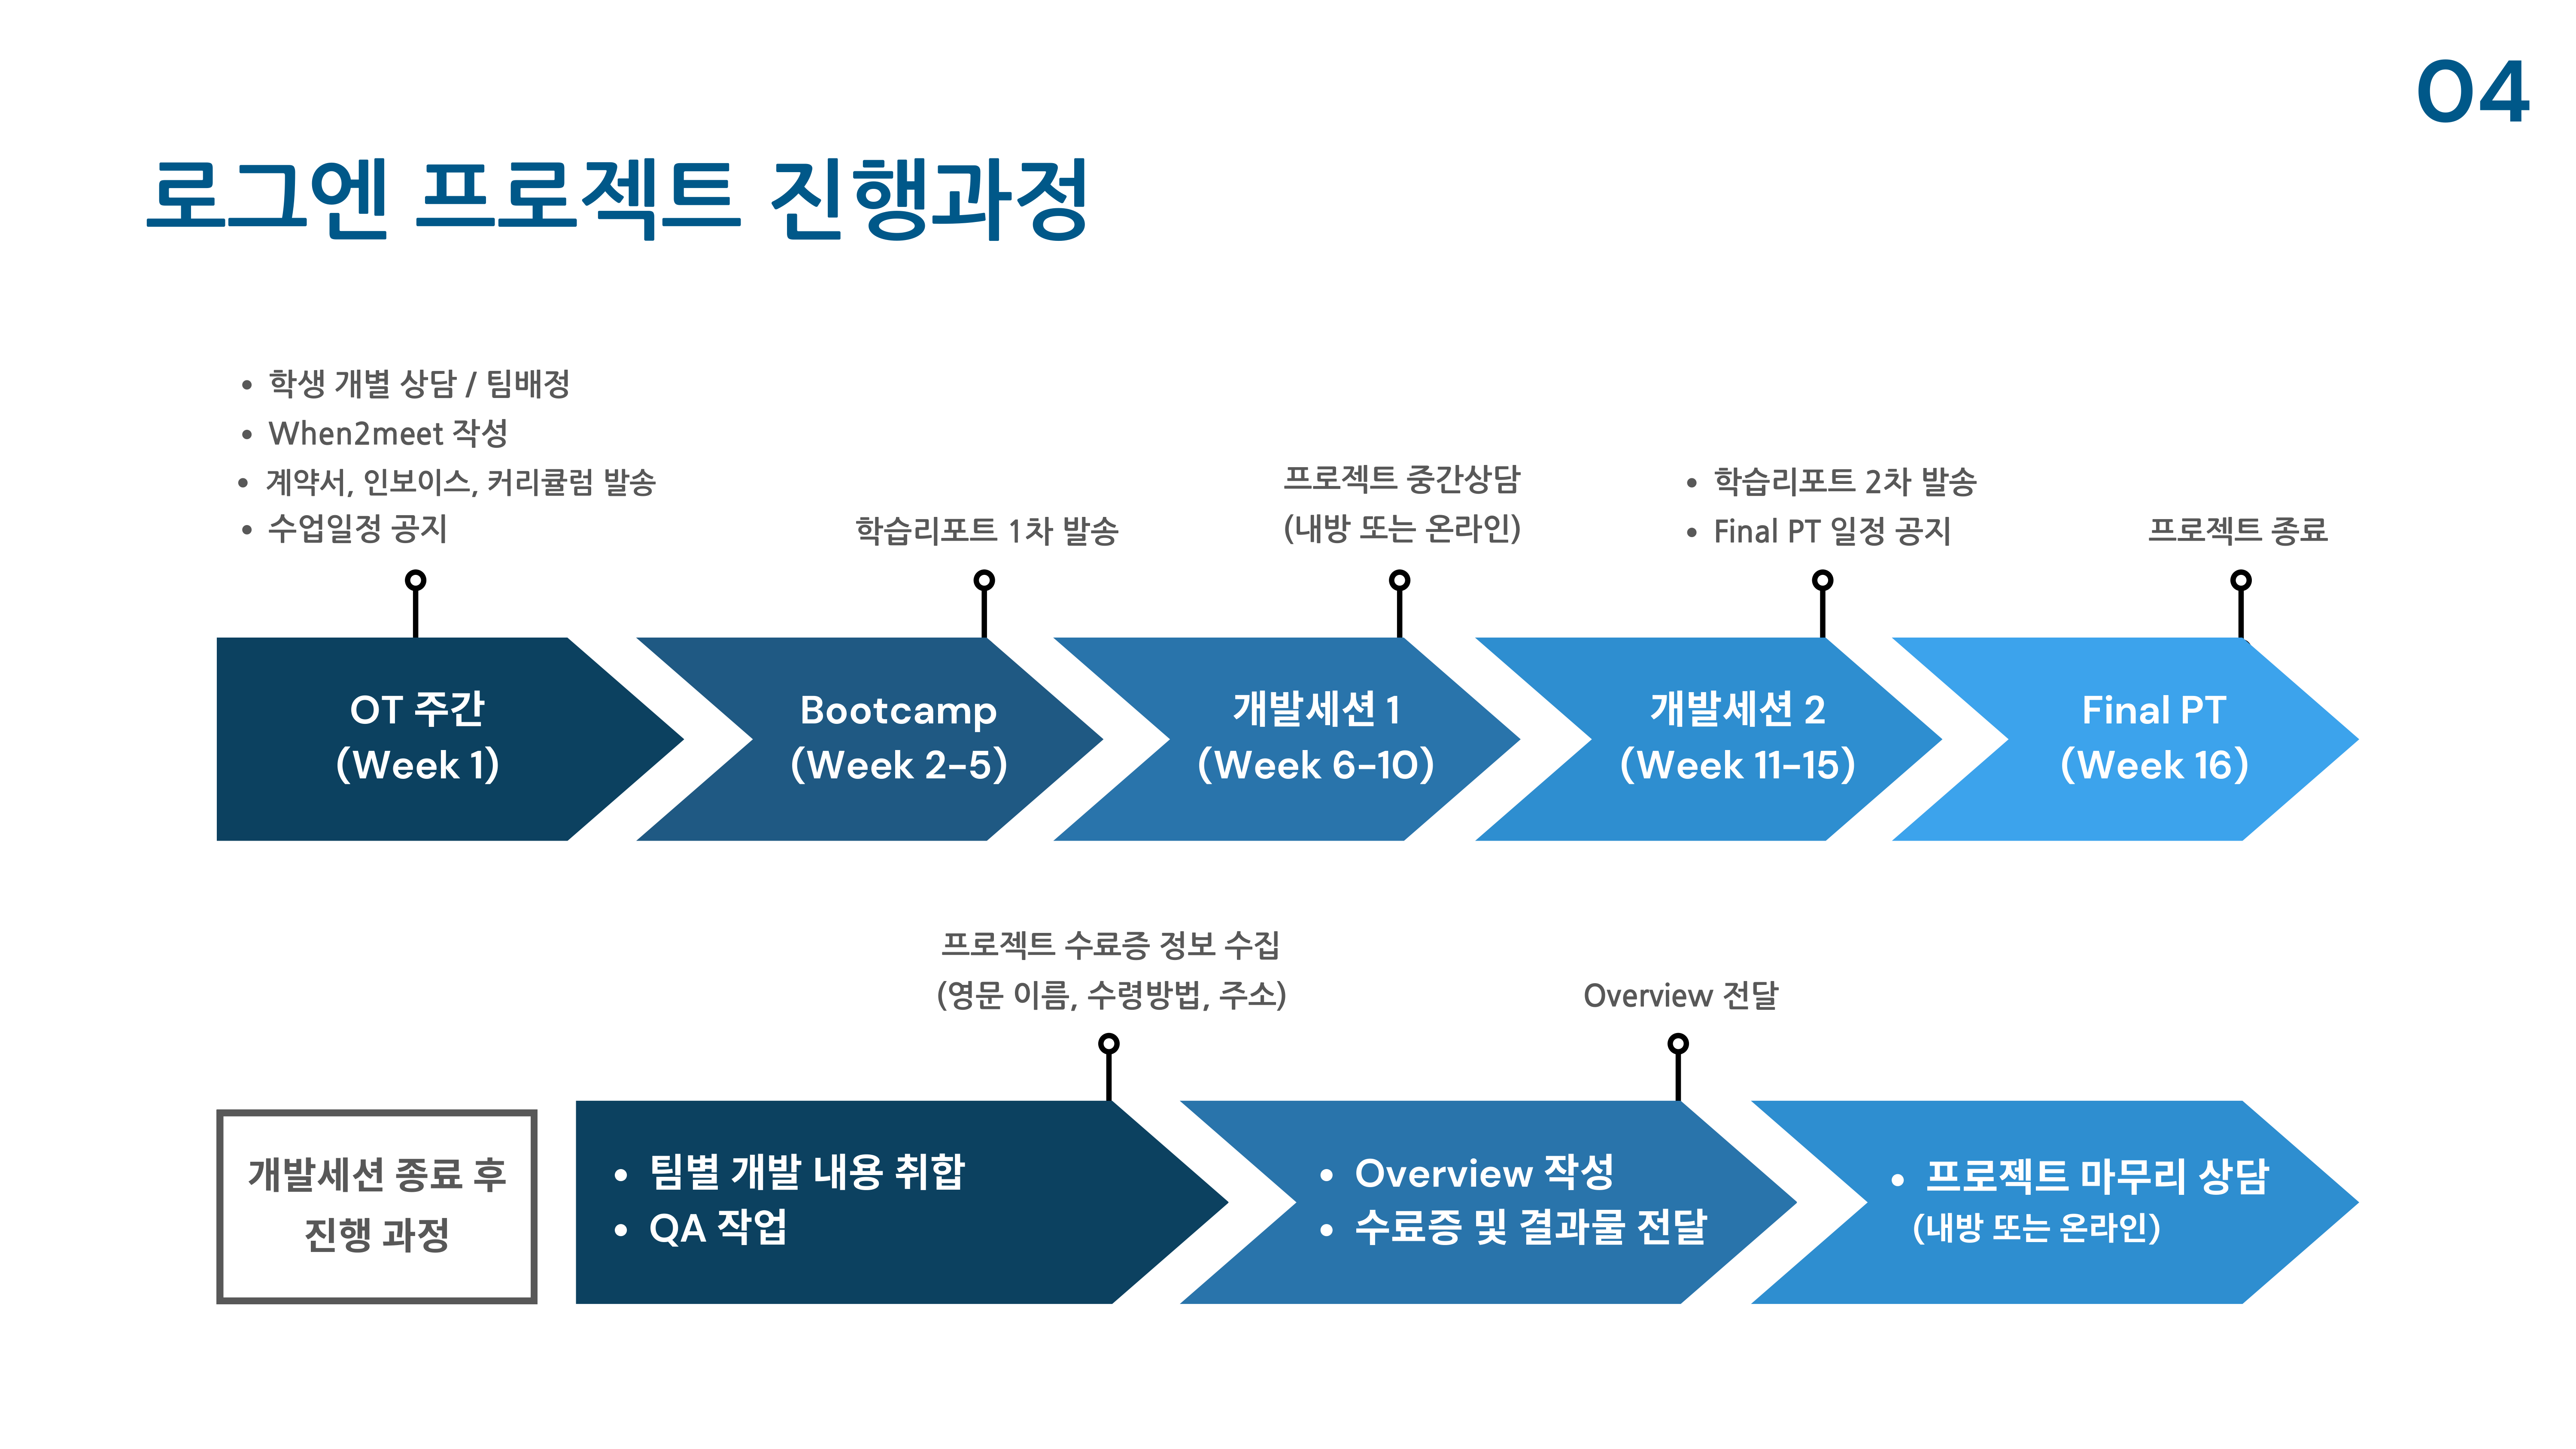 04
로그엔 프로젝트 진행과정
• 학생 개별 상담 / 팀배정
• When2meet 작성
• 계약서, 인보이스, 커리큘럼 발송
• 수업일정 공지
학습리포트 1차 발송
프로젝트 중간상담
(내방 또는 온라인)
• 학습리포트 2차 발송
• Final PT 일정 공지
프로젝트 종료
OT 주간
(Week 1)
Bootcamp
(Week 2-5)
개발세션 1
(Week 6-10)
개발세션 2
(Week 11-15)
Final PT
(Week 16)
프로젝트 수료증 정보 수집
(영문 이름, 수령방법, 주소)
Overview 전달
개발세션 종료 후
진행 과정
• 팀별 개발 내용 취합
• QA 작업
• Overview 작성
• 수료증 및 결과물 전달
• 프로젝트 마무리 상담
(내방 또는 온라인)